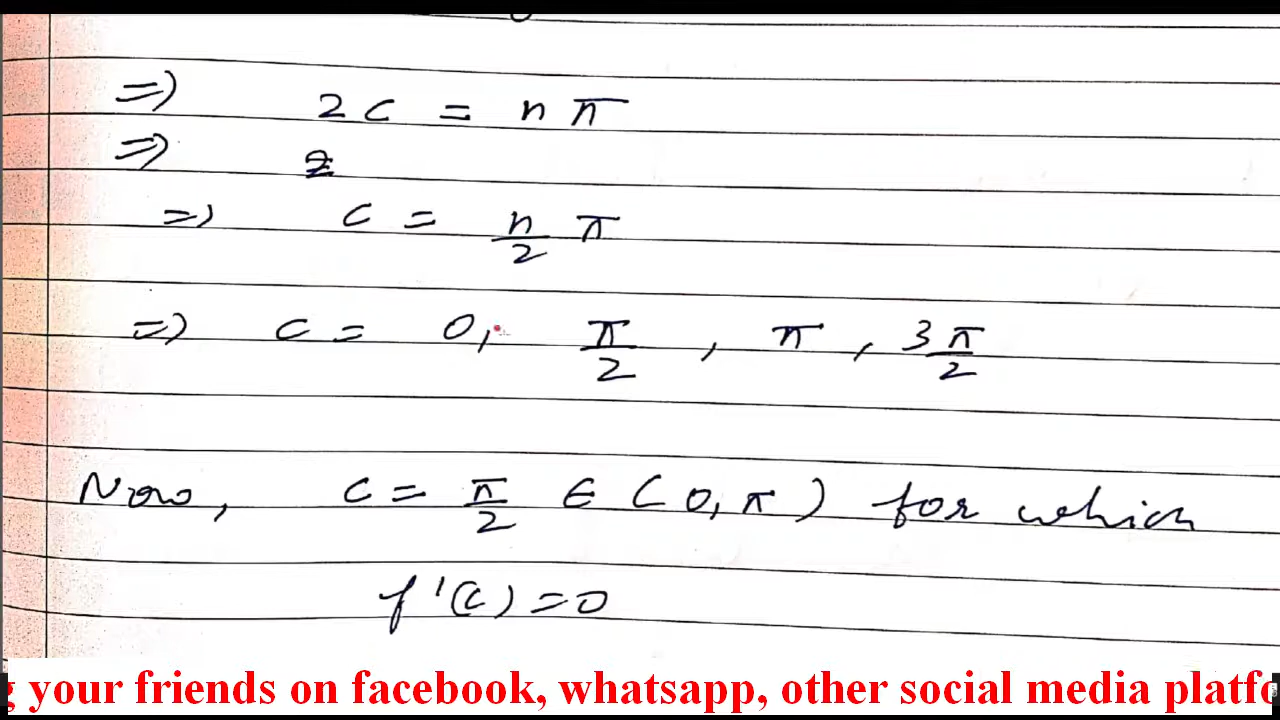 => 2c = nπ
=>
=> c = n/2 π
=> c = 0, π/2, π, 3π/2
Now, c = π/2 ∈ (0, π) for which
f'(c) = 0
your friends on facebook, whatsapp, other social media